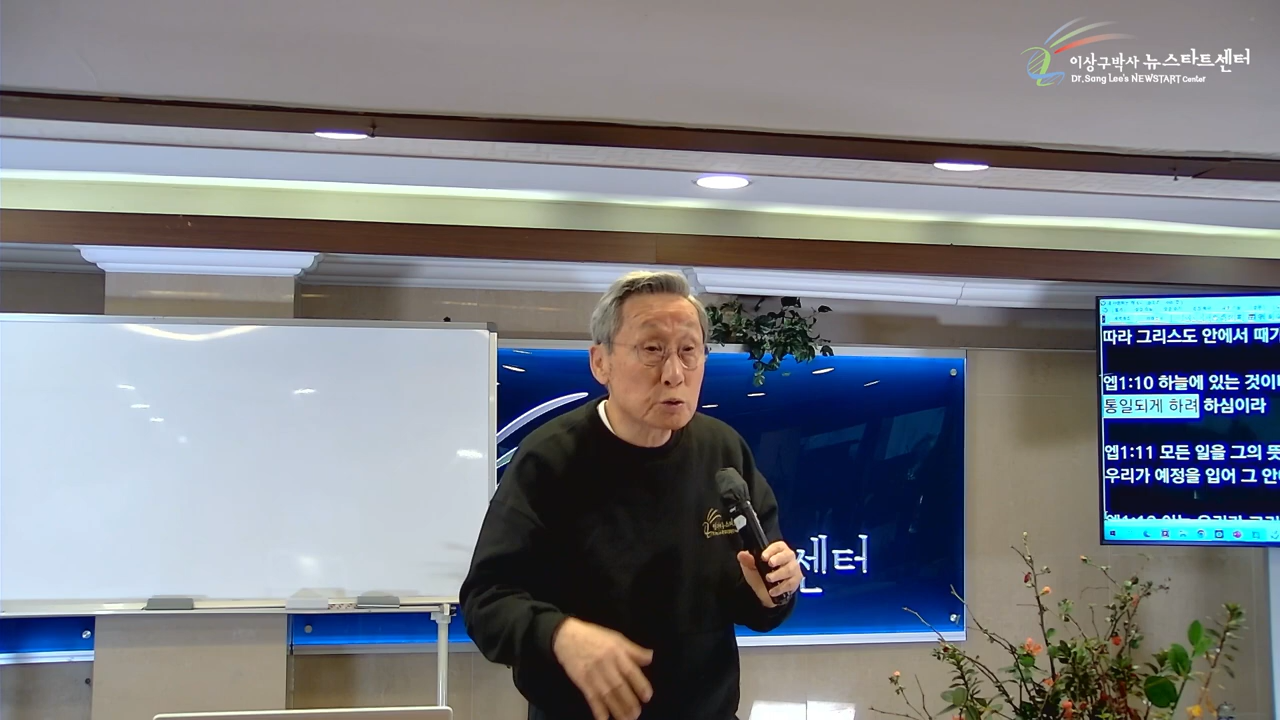 이상구박사 뉴스타트센터
Dr. Sang Lee's NEWSTART Center
따라 그리스도 안에서 때가
엡1:10 하늘에 있는 것이
통일되게 하려 하심이라
엡1:11 모든 일을 그의 뜻
우리가 예정을 입어 그 안
센터